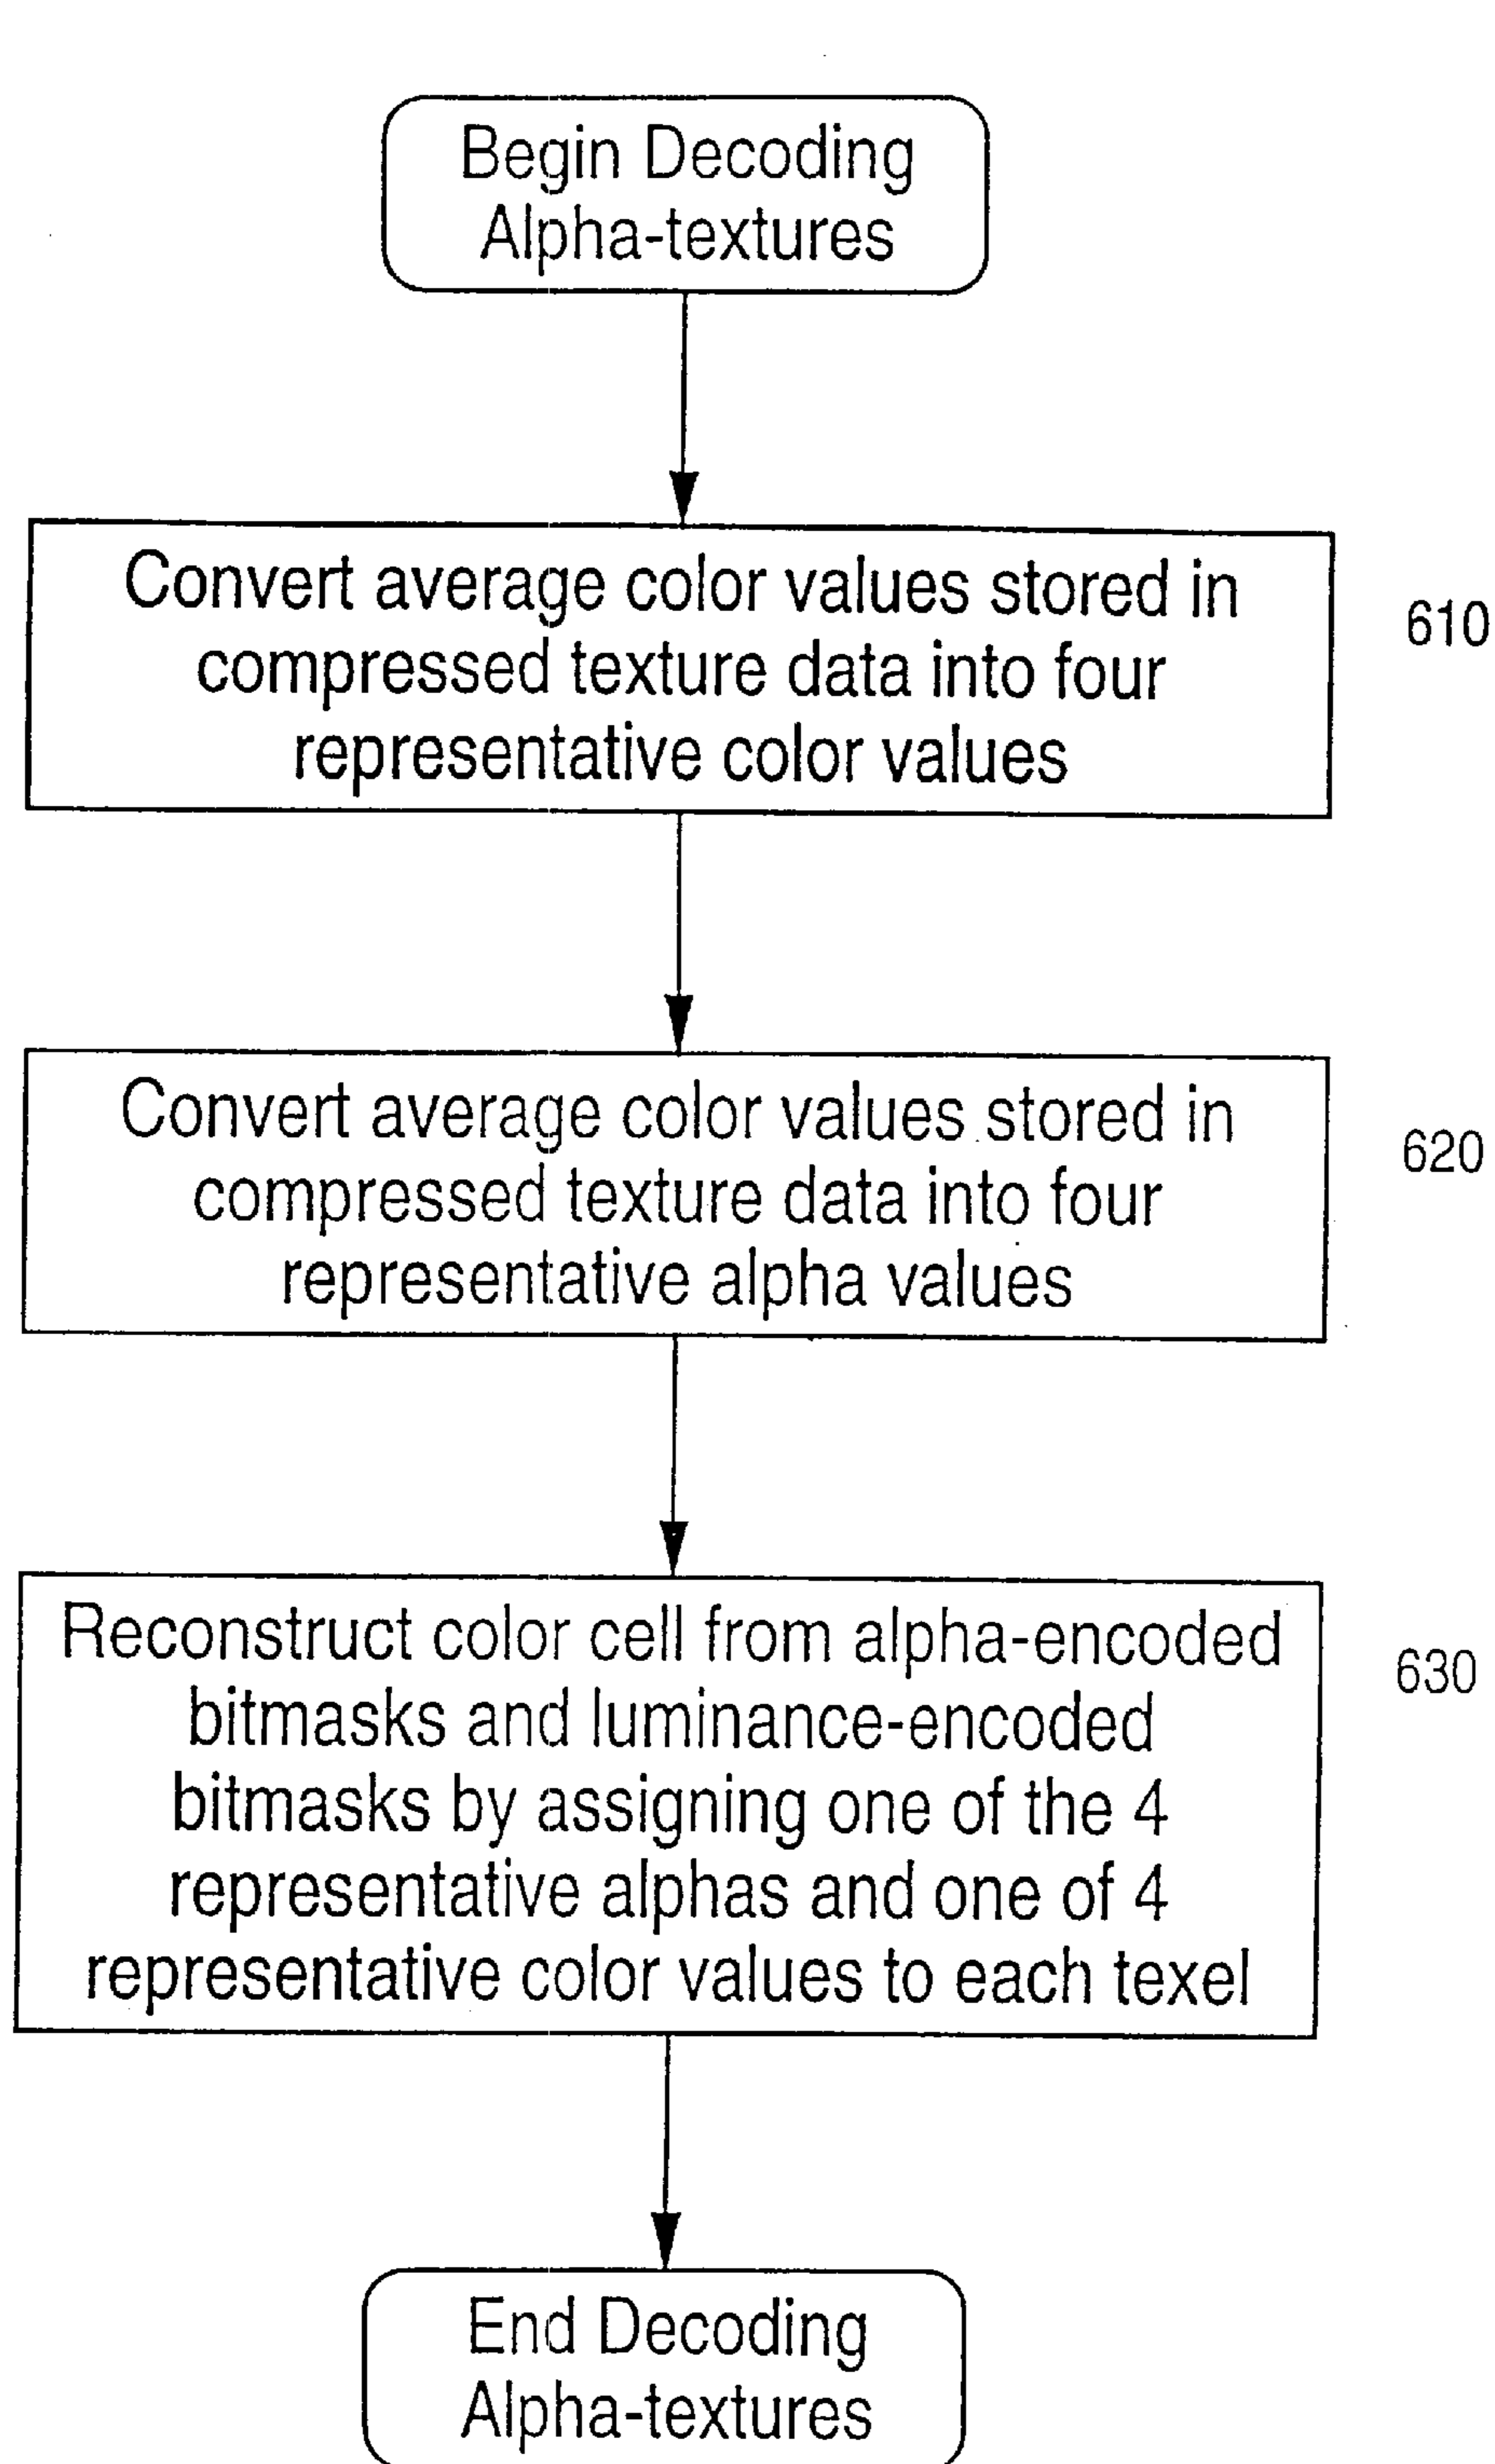 Begin Decoding
Alpha-textures
Convert average color values stored in
compressed texture data into four
representative color values
610
Convert average color values stored in
compressed texture data into four
representative alpha values
620
Reconstruct color cell from alpha-encoded
bitmasks and luminance-encoded
bitmasks by assigning one of the 4
representative alphas and one of 4
representative color values to each texel
630
End Decoding
Alpha-textures